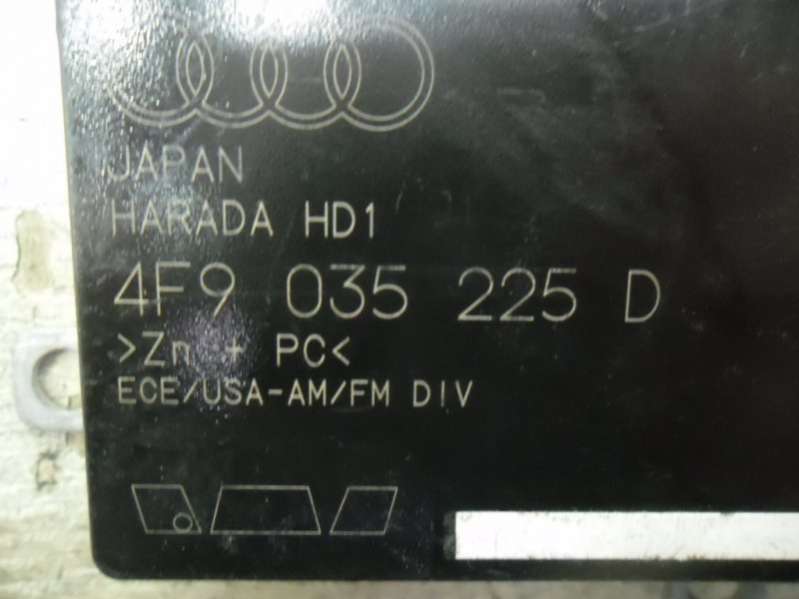 JAPAN
HARADA HD1
4F9 035 225 D
>Zn + PC<
ECE/USA-AM/FM DIV